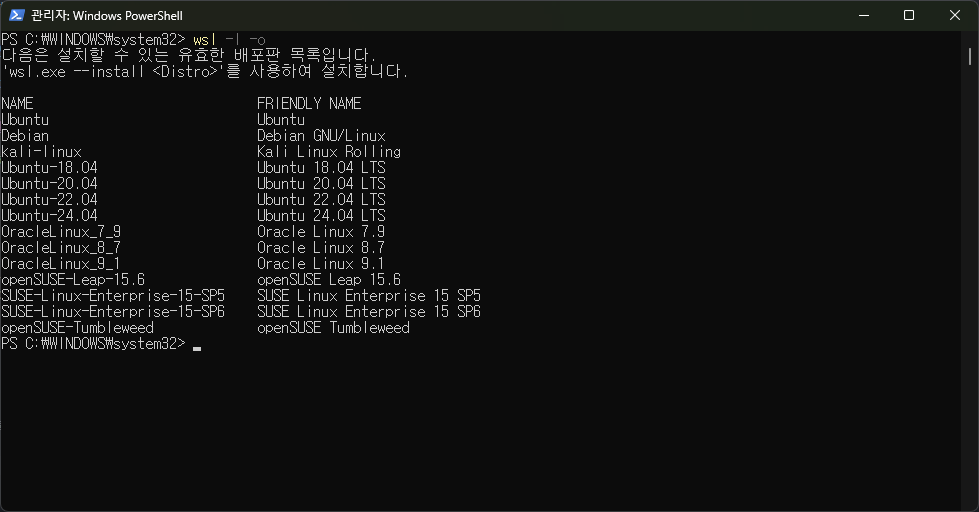 관리자: Windows PowerShell
PS C:₩WINDOWS₩system32> wsl -l -o
다음은 설치할 수 있는 유효한 배포판 목록입니다.
'wsl.exe --install <Distro>'를 사용하여 설치합니다.
NAME FRIENDLY NAME
Ubuntu Ubuntu
Debian Debian GNU/Linux
kali-linux Kali Linux Rolling
Ubuntu-18.04 Ubuntu 18.04 LTS
Ubuntu-20.04 Ubuntu 20.04 LTS
Ubuntu-22.04 Ubuntu 22.04 LTS
Ubuntu-24.04 Ubuntu 24.04 LTS
OracleLinux_7_9 Oracle Linux 7.9
OracleLinux_8_7 Oracle Linux 8.7
OracleLinux_9_1 Oracle Linux 9.1
openSUSE-Leap-15.6 openSUSE Leap 15.6
SUSE-Linux-Enterprise-15-SP5 SUSE Linux Enterprise 15 SP5
SUSE-Linux-Enterprise-15-SP6 SUSE Linux Enterprise 15 SP6
openSUSE-Tumbleweed openSUSE Tumbleweed
PS C:₩WINDOWS₩system32>